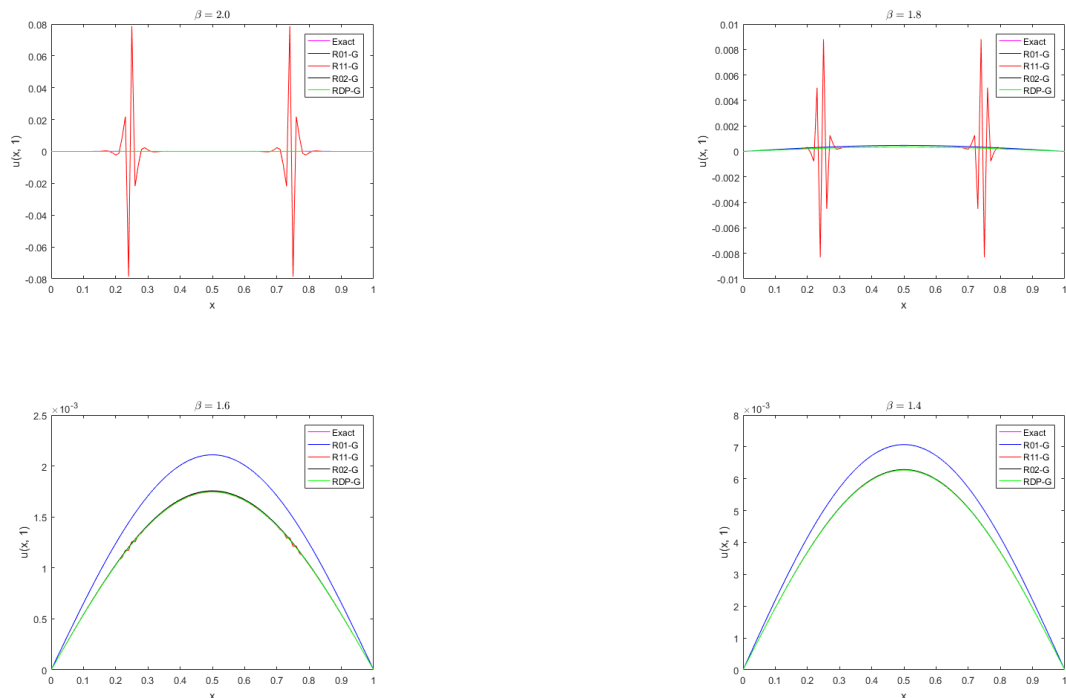 β = 2.0
0.08
0.06
0.04
0.02
0
-0.02
-0.04
-0.06
-0.08
u(x, 1)
Exact
R01-G
R11-G
R02-G
RDP-G
0 0.1 0.2 0.3 0.4 0.5 0.6 0.7 0.8 0.9 1
x
β = 1.8
0.01
0.008
0.006
0.004
0.002
0
-0.002
-0.004
-0.006
-0.008
-0.01
u(x, 1)
Exact
R01-G
R11-G
R02-G
RDP-G
0 0.1 0.2 0.3 0.4 0.5 0.6 0.7 0.8 0.9 1
x
×10⁻³
β = 1.6
2.5
2
1.5
1
0.5
0
u(x, 1)
Exact
R01-G
R11-G
R02-G
RDP-G
0 0.1 0.2 0.3 0.4 0.5 0.6 0.7 0.8 0.9 1
x
×10⁻³
β = 1.4
8
7
6
5
4
3
2
1
0
u(x, 1)
Exact
R01-G
R11-G
R02-G
RDP-G
0 0.1 0.2 0.3 0.4 0.5 0.6 0.7 0.8 0.9 1
x